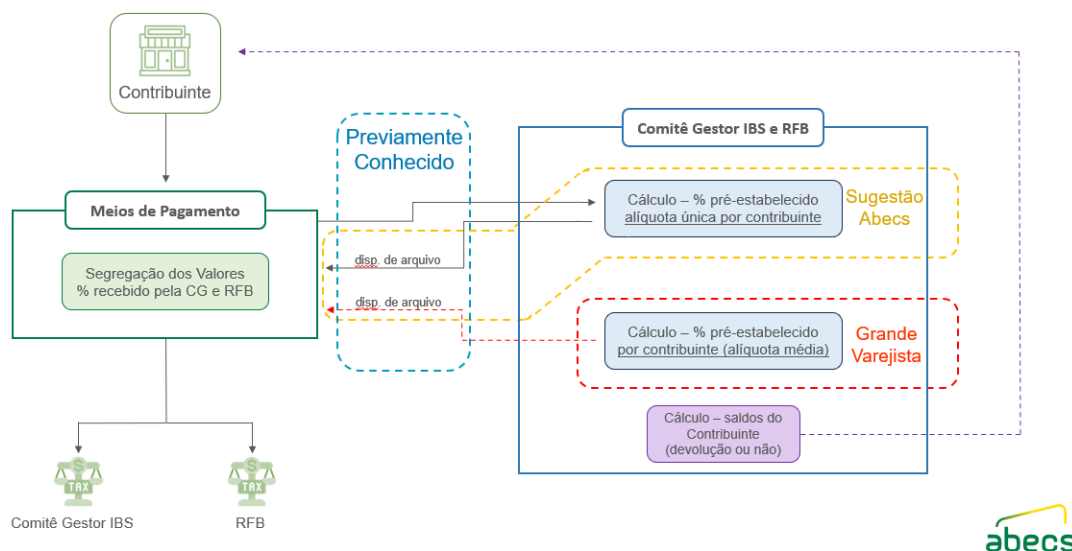 Contribuinte
Previamente
Conhecido
Comitê Gestor IBS e RFB
Meios de Pagamento
Cálculo – % pré-estabelecido
alíquota única por contribuinte
Sugestão
Abecs
Segregação dos Valores
% recebido pela CG e RFB
disp. de arquivo
disp. de arquivo
Cálculo – % pré-estabelecido
por contribuinte (alíquota média)
Grande
Varejista
Cálculo – saldos do
Contribuinte
(devolução ou não)
$
TAX
$
TAX
Comitê Gestor IBS
RFB
abecs